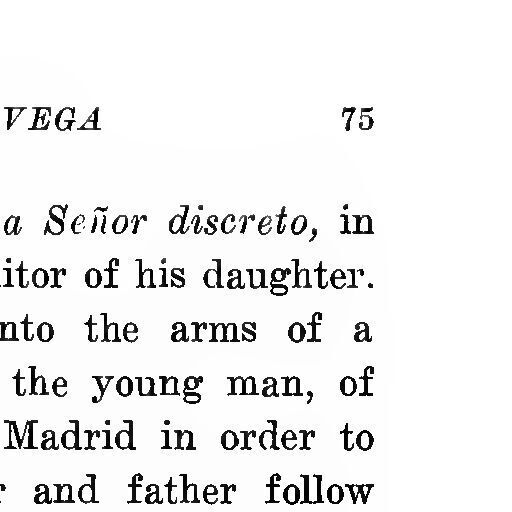 VEGA 75
a Señor discreto, in
itor of his daughter.
nto the arms of a
the young man, of
Madrid in order to
r and father follow